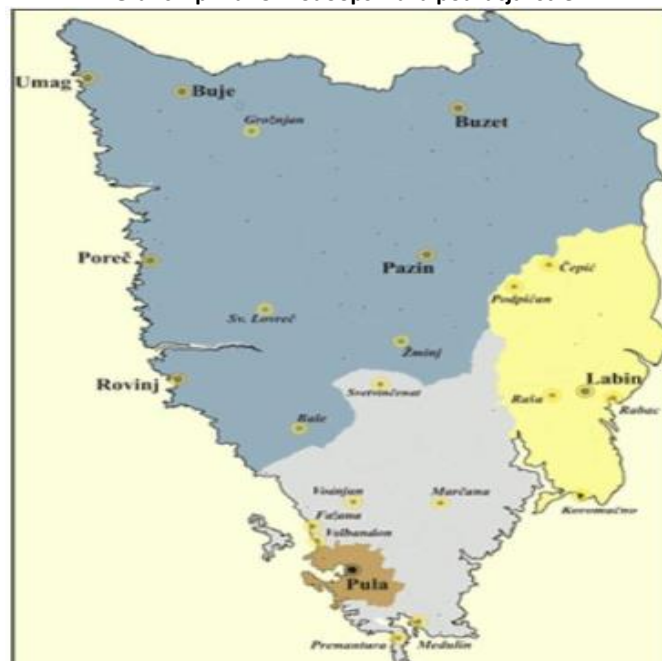 Umag
Buje
Grožnjan
Buzet
Poreč
Pazin
Čepić
Podpičan
Sv. Lovreč
Žminj
Rovinj
Svetvinčenat
Labin
Raša
Rabac
Bale
Vodnjan
Marčana
Koromačno
Fažana
Valbandon
Pula
Premantura
Medulin